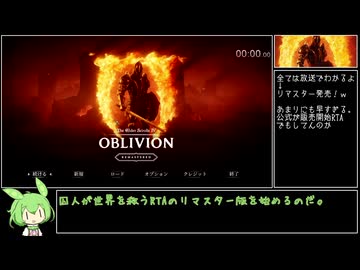 00:00.00
全ては放送でわかるよ
↓
リマスター発売！ｗ
あまりにも早すぎる。
公式が販売開始RTA
でもしてんのか
The Elder Scrolls IV
OBLIVION
REMASTERED
続ける
新規
ロード
オプション
クレジット
終了
囚人が世界を救うRTAのリマスター版を始めるのだ。